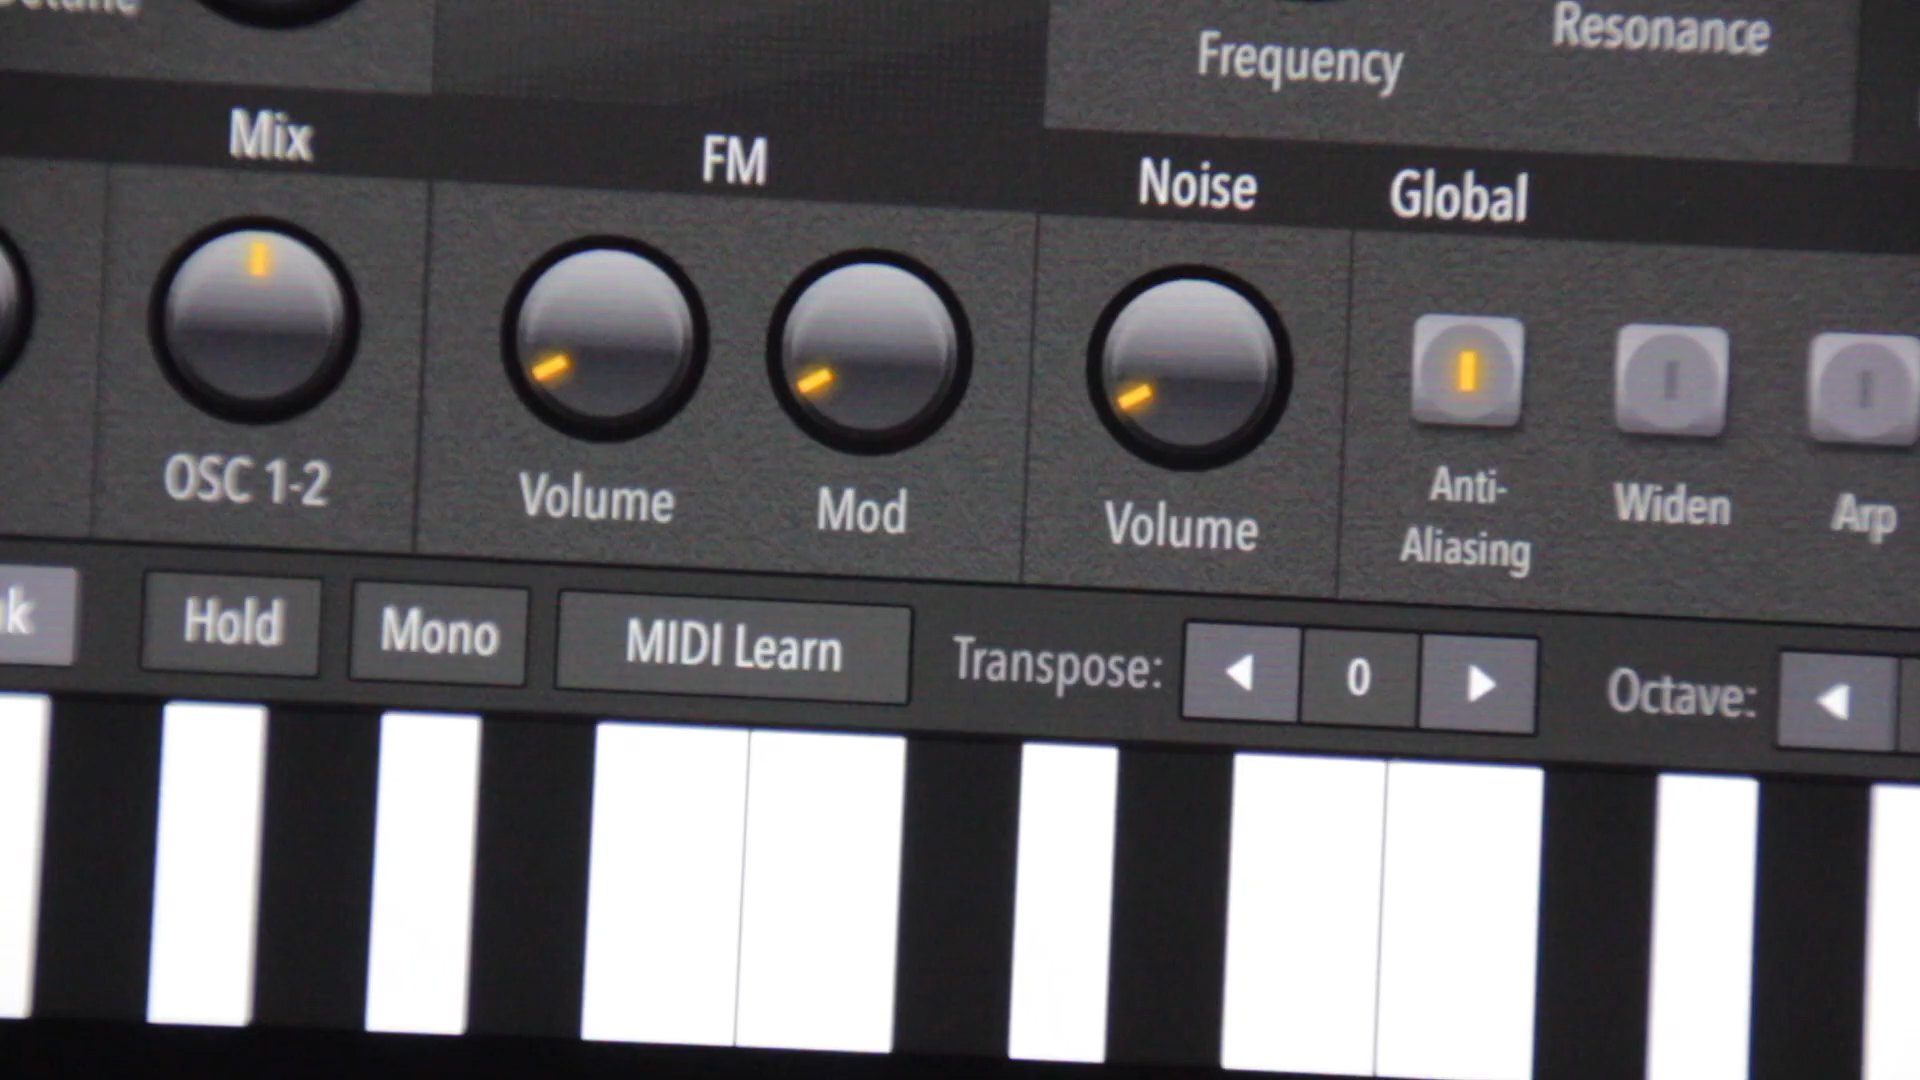 Frequency
Resonance
Mix
FM
Noise
Global
OSC 1-2
Volume
Mod
Volume
Anti-
Aliasing
Widen
Arp
Hold
Mono
MIDI Learn
Transpose:
0
Octave: